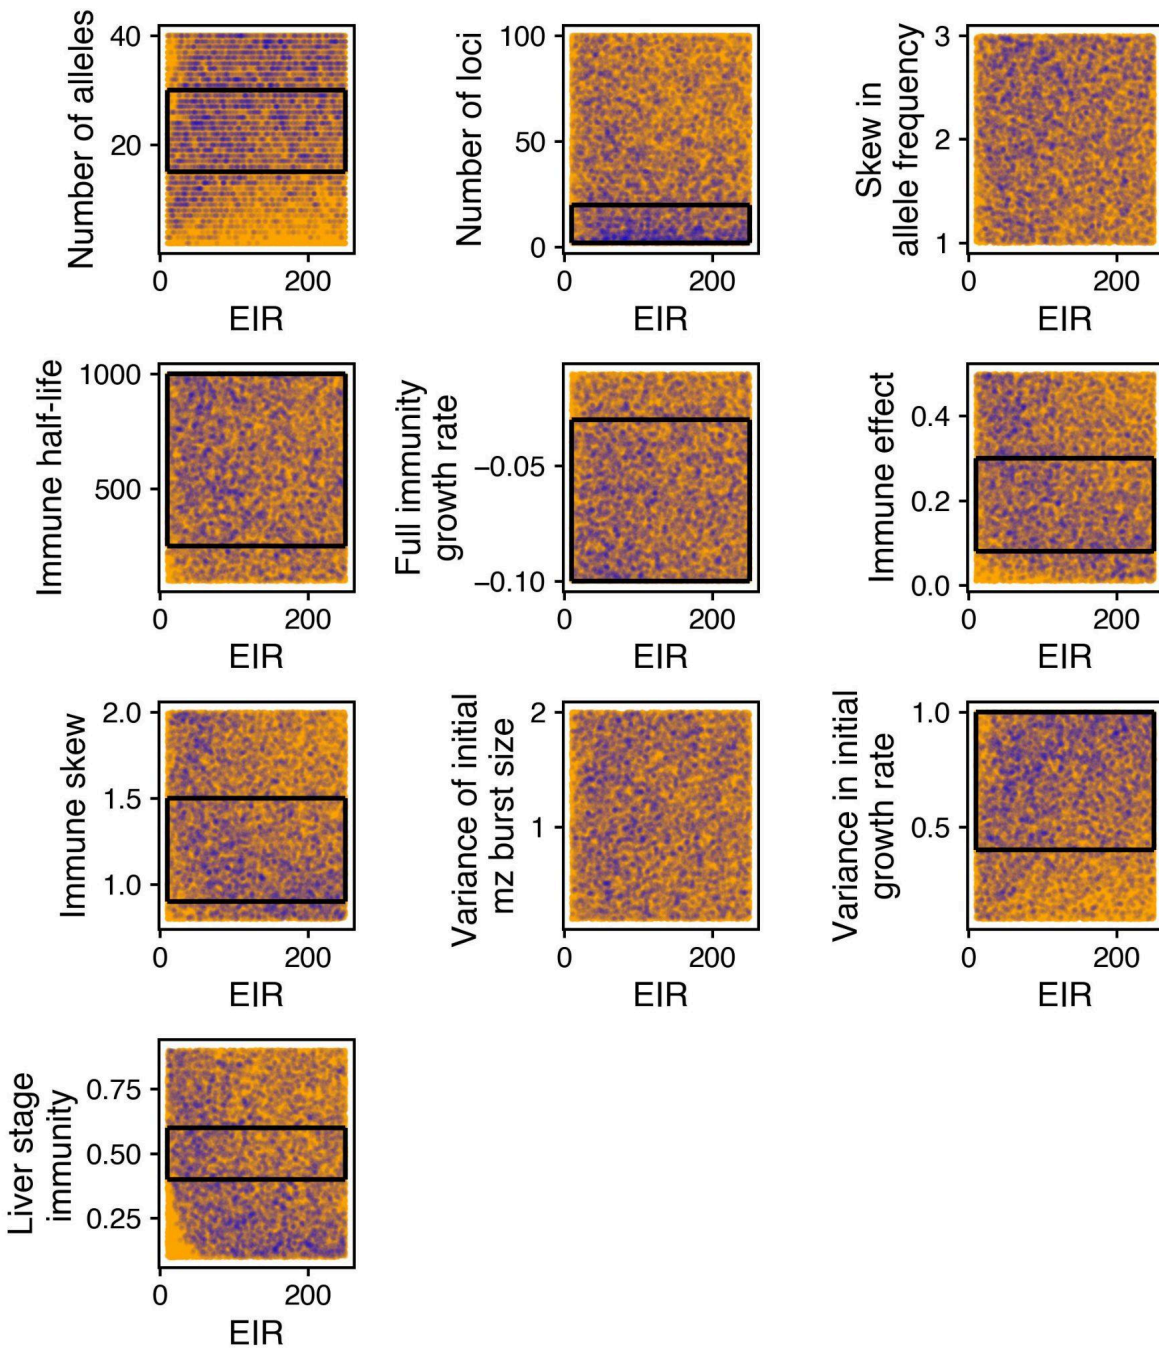 Number of alleles
40
20
0
200
EIR
Number of loci
100
50
0
0
200
EIR
Skew in
allele frequency
3
2
1
0
200
EIR
Immune half-life
1000
500
0
200
EIR
Full immunity
growth rate
−0.05
−0.10
0
200
EIR
Immune effect
0.4
0.2
0.0
0
200
EIR
Immune skew
2.0
1.5
1.0
0
200
EIR
Variance of initial
mz burst size
2
1
0
200
EIR
Variance in initial
growth rate
1.0
0.5
0
200
EIR
Liver stage
immunity
0.75
0.50
0.25
0
200
EIR